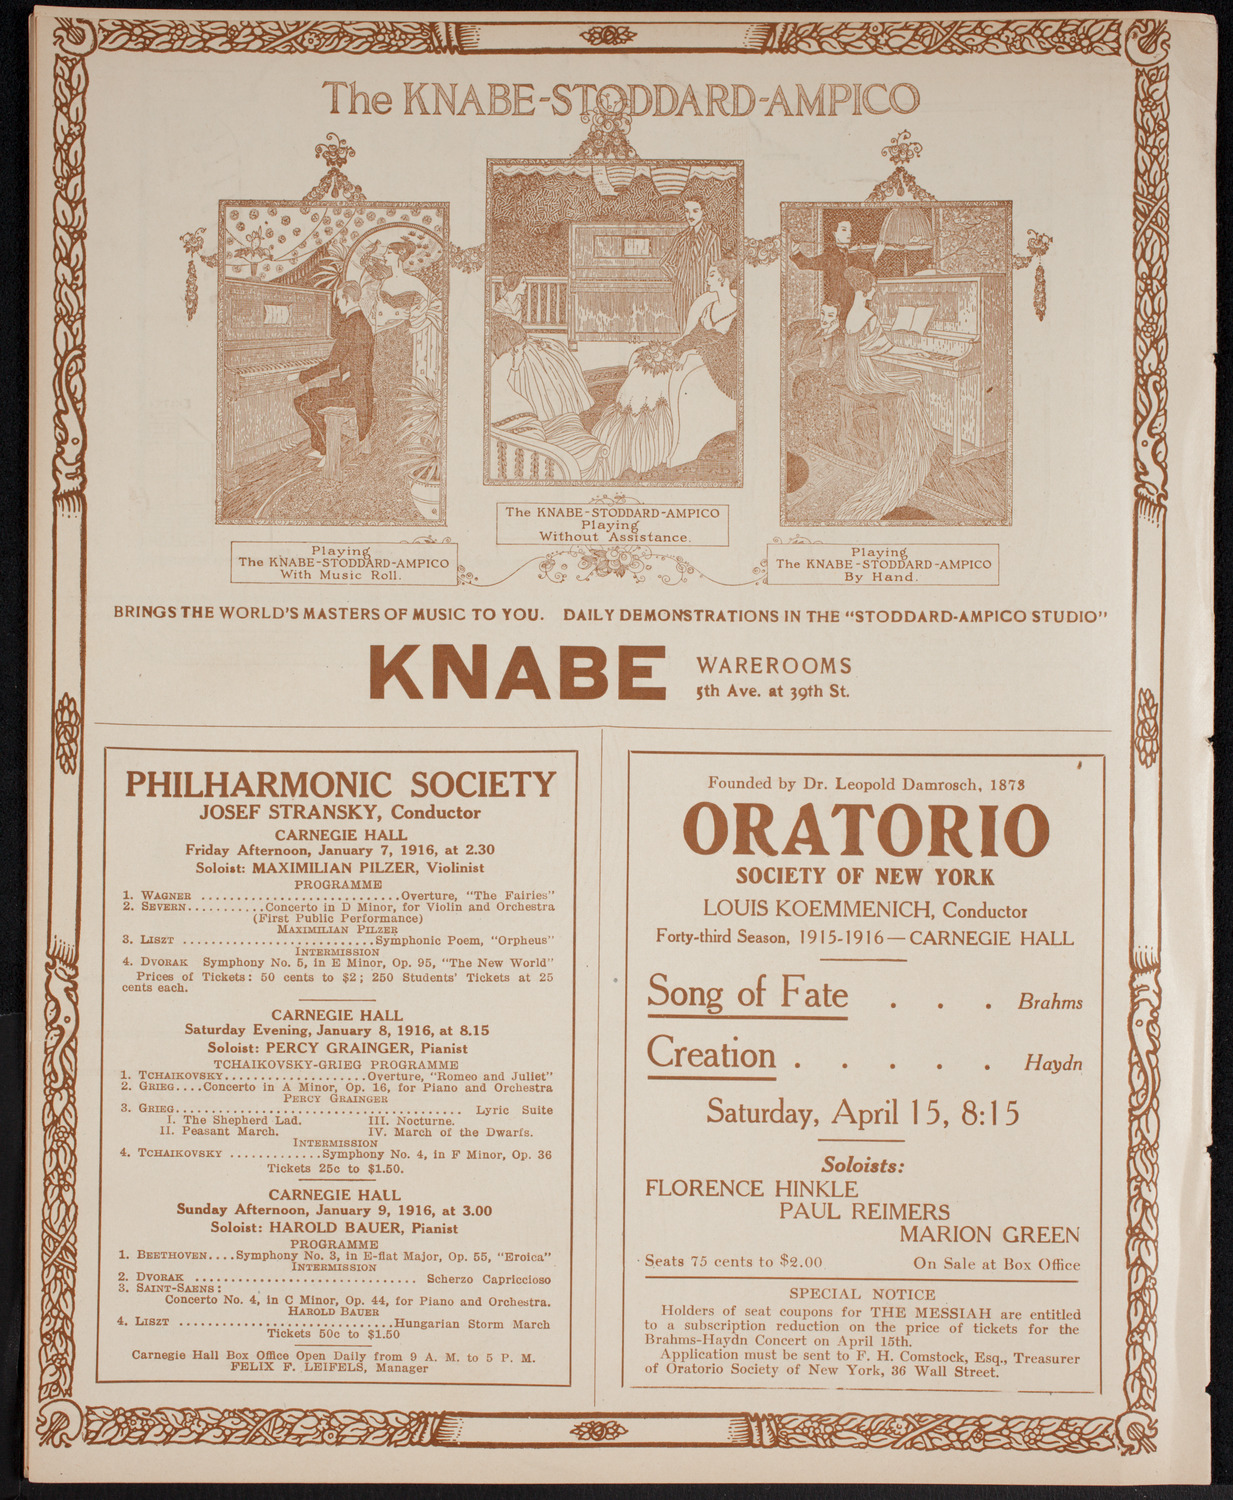 The KNABE-STODDARD-AMPICO
Playing
The KNABE-STODDARD-AMPICO
With Music Roll.
The KNABE-STODDARD-AMPICO
Playing
Without Assistance.
Playing
The KNABE-STODDARD-AMPICO
By Hand.
BRINGS THE WORLD'S MASTERS OF MUSIC TO YOU. DAILY DEMONSTRATIONS IN THE "STODDARD-AMPICO STUDIO"
KNABE
WAREROOMS
5th Ave. at 39th St.
PHILHARMONIC SOCIETY
JOSEF STRANSKY, Conductor
CARNEGIE HALL
Friday Afternoon, January 7, 1916, at 2.30
Soloist: MAXIMILIAN PILZER, Violinist
PROGRAMME
1. WAGNER ............................Overture, "The Fairies"
2. SEVERN...........Concerto in D Minor, for Violin and Orchestra
(First Public Performance)
MAXIMILIAN PILZER
3. LISZT ...........................Symphonic Poem, "Orpheus"
INTERMISSION
4. DVORAK Symphony No. 5, in E Minor, Op. 95, "The New World"
Prices of Tickets: 50 cents to $2; 250 Students' Tickets at 25
cents each.
CARNEGIE HALL
Saturday Evening, January 8, 1916, at 8.15
Soloist: PERCY GRAINGER, Pianist
TCHAIKOVSKY-GRIEG PROGRAMME
1. TCHAIKOVSKY....................Overture, "Romeo and Juliet"
2. GRIEG....Concerto in A Minor, Op. 16, for Piano and Orchestra
PERCY GRAINGER
3. GRIEG........................................ Lyric Suite
I. The Shepherd Lad. III. Nocturne.
II. Peasant March. IV. March of the Dwarfs.
INTERMISSION
4. TCHAIKOVSKY .............Symphony No. 4, in F Minor, Op. 36
Tickets 25c to $1.50.
CARNEGIE HALL
Sunday Afternoon, January 9, 1916, at 3.00
Soloist: HAROLD BAUER, Pianist
PROGRAMME
1. BEETHOVEN....Symphony No. 3, in E-flat Major, Op. 55, "Eroica"
INTERMISSION
2. DVORAK ............................... Scherzo Capriccioso
3. SAINT-SAENS:
Concerto No. 4, in C Minor, Op. 44, for Piano and Orchestra.
HAROLD BAUER
4. LISZT ...............................Hungarian Storm March
Tickets 50c to $1.50
Carnegie Hall Box Office Open Daily from 9 A. M. to 5 P. M.
FELIX F. LEIFELS, Manager
Founded by Dr. Leopold Damrosch, 1873
ORATORIO
SOCIETY OF NEW YORK
LOUIS KOEMMENICH, Conductor
Forty-third Season, 1915-1916—CARNEGIE HALL
Song of Fate . . . Brahms
Creation . . . . . Haydn
Saturday, April 15, 8:15
Soloists:
FLORENCE HINKLE
PAUL REIMERS
MARION GREEN
Seats 75 cents to $2.00 On Sale at Box Office
SPECIAL NOTICE
Holders of seat coupons for THE MESSIAH are entitled
to a subscription reduction on the price of tickets for the
Brahms-Haydn Concert on April 15th.
Application must be sent to F. H. Comstock, Esq., Treasurer
of Oratorio Society of New York, 36 Wall Street.